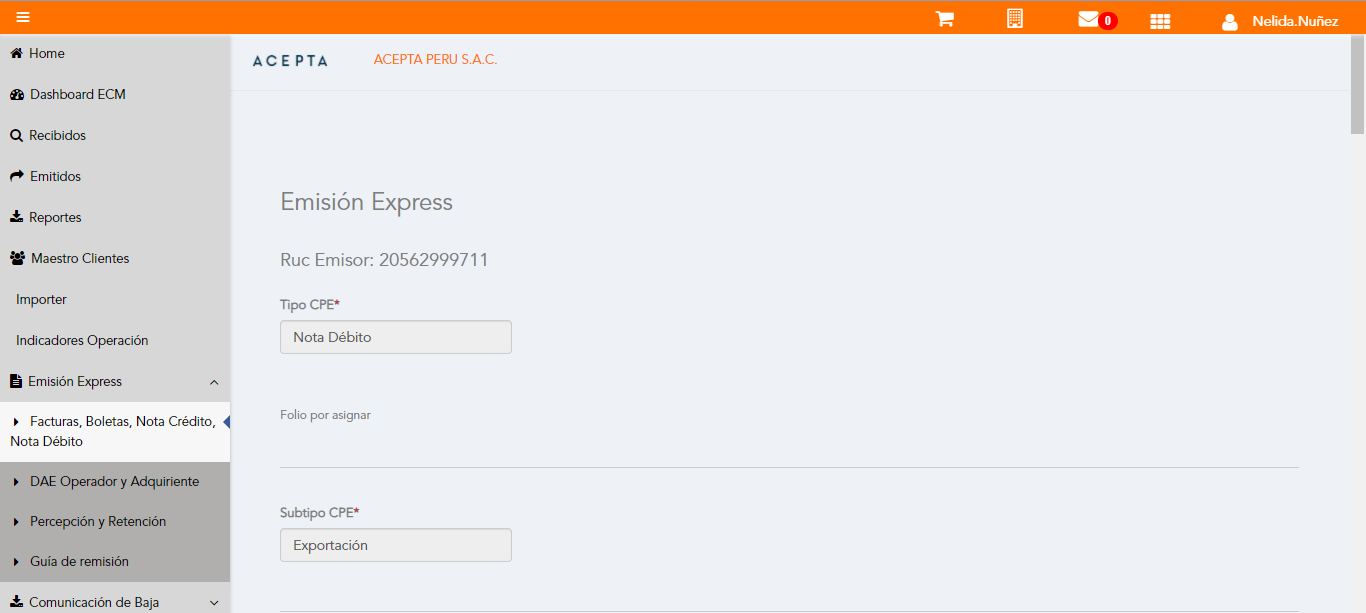 0
Nelida.Nuñez
Home
Dashboard ECM
Recibidos
Emitidos
Reportes
Maestro Clientes
Importer
Indicadores Operación
Emisión Express
Facturas, Boletas, Nota Crédito,
Nota Débito
DAE Operador y Adquiriente
Percepción y Retención
Guía de remisión
Comunicación de Baja
ACEPTA
ACEPTA PERU S.A.C.
Emisión Express
Ruc Emisor: 20562999711
Tipo CPE*
Nota Débito
Folio por asignar
Subtipo CPE*
Exportación